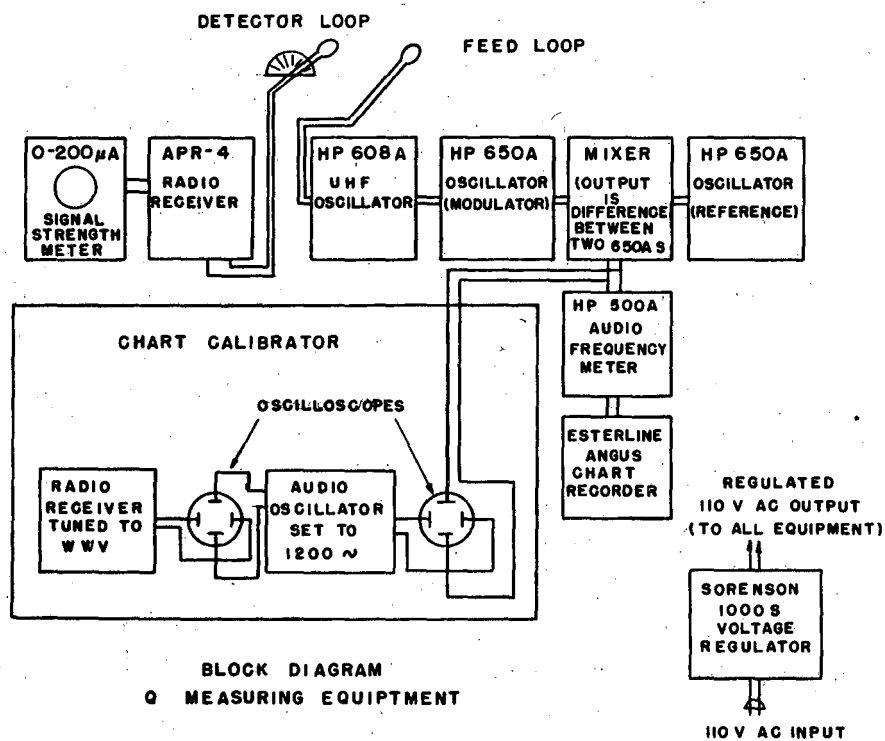 DETECTOR LOOP
FEED LOOP
0-200µA
SIGNAL
STRENGTH
METER
APR-4
RADIO
RECEIVER
HP 608A
UHF
OSCILLATOR
HP 650A
OSCILLATOR
(MODULATOR)
MIXER
(OUTPUT
IS
DIFFERENCE
BETWEEN
TWO 650A S
HP 650A
OSCILLATOR
(REFERENCE)
HP 500A
AUDIO
FREQUENCY
METER
ESTERLINE
ANGUS
CHART
RECORDER
CHART CALIBRATOR
OSCILLOSCOPES
RADIO
RECEIVER
TUNED TO
WWV
AUDIO
OSCILLATOR
SET TO
1200 ~
REGULATED
110 V AC OUTPUT
(TO ALL EQUIPMENT)
SORENSON
1000 S
VOLTAGE
REGULATOR
110 V AC INPUT
BLOCK DIAGRAM
Q MEASURING EQUIPTMENT